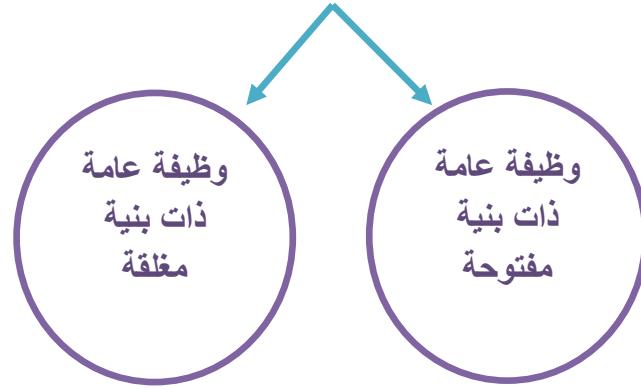 وظيفة عامة
ذات بنية
مفتوحة
وظيفة عامة
ذات بنية
مغلقة